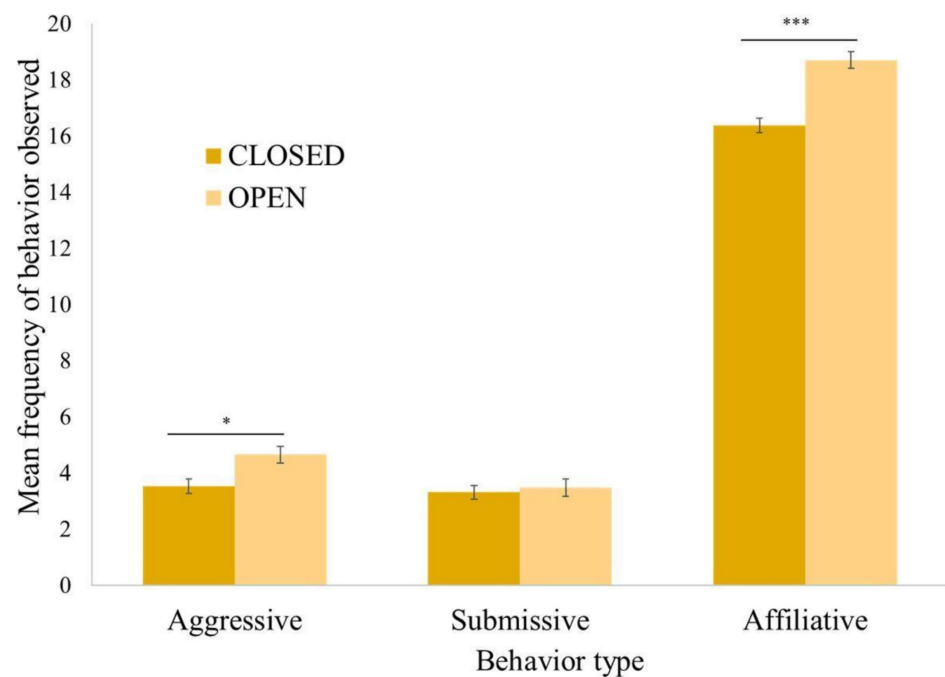 Mean frequency of behavior observed
20
18
16
14
12
10
8
6
4
2
0
CLOSED
OPEN
*
***
Aggressive
Submissive
Affiliative
Behavior type